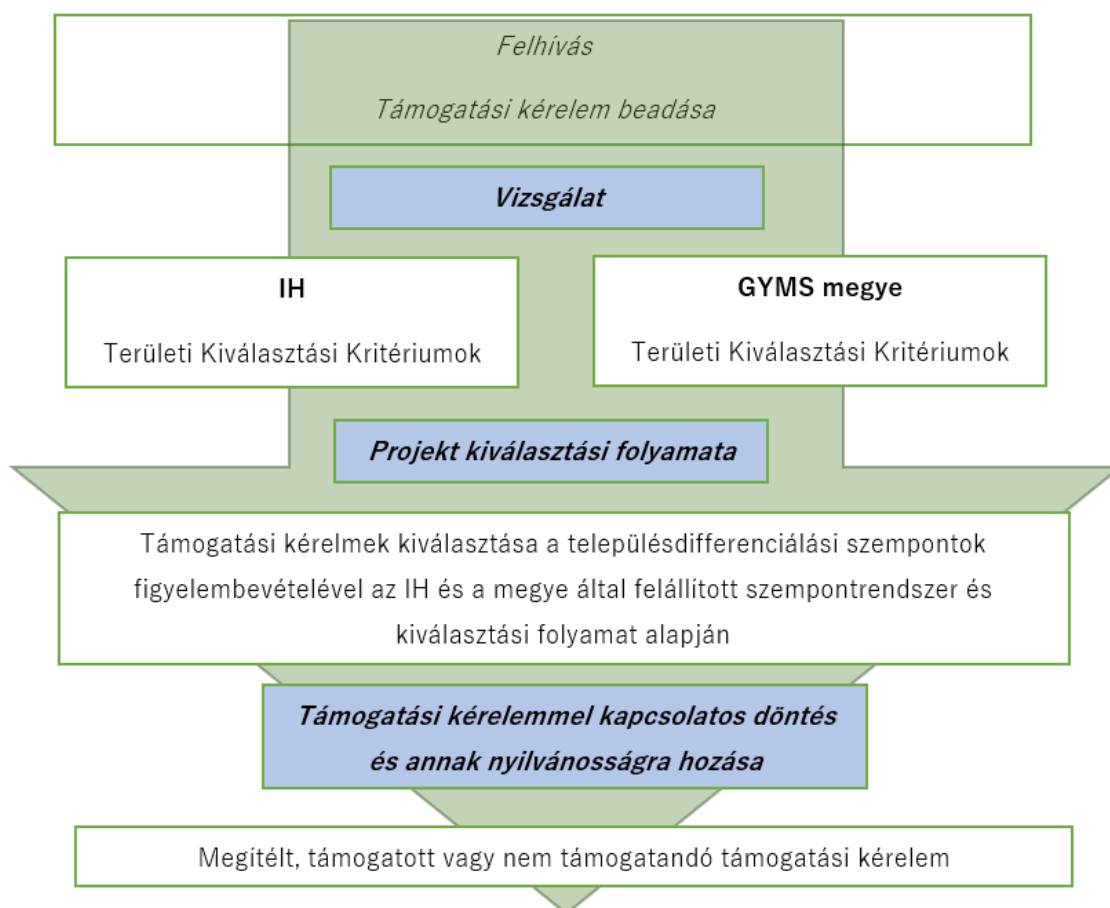 Felhívás
Támogatási kérelem beadása
Vizsgálat
IH
Területi Kiválasztási Kritériumok
GYMS megye
Területi Kiválasztási Kritériumok
Projekt kiválasztási folyamata
Támogatási kérelmek kiválasztása a településdifferenciálási szempontok
figyelembevételével az IH és a megye által felállított szempontrendszer és
kiválasztási folyamat alapján
Támogatási kérelemmel kapcsolatos döntés
és annak nyilvánosságra hozása
Megítélt, támogatott vagy nem támogatandó támogatási kérelem